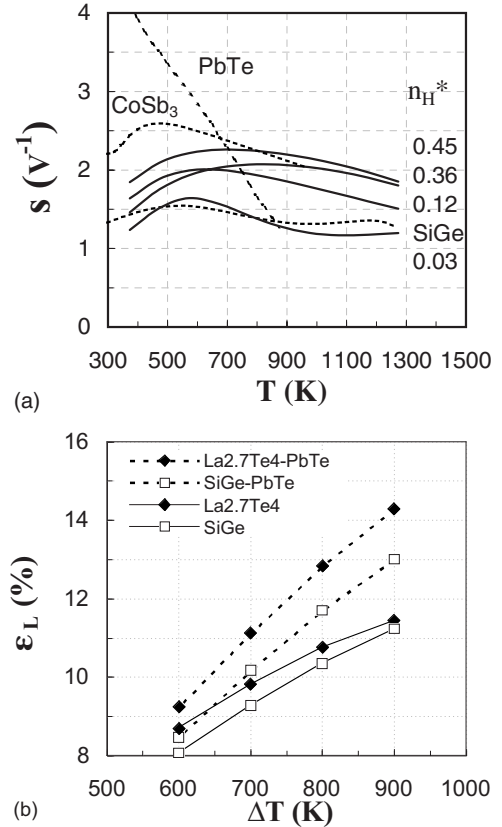 4
PbTe
n_H*
CoSb₃
3
0.45
s (v⁻¹)
2
0.36
0.12
SiGe
1
0.03
0
300 500 700 900 1100 1300 1500
(a)
T (K)
16
La2.7Te4-PbTe
SiGe-PbTe
14
La2.7Te4
SiGe
ε_L (%)
12
10
8
500 600 700 800 900 1000
(b)
ΔT (K)